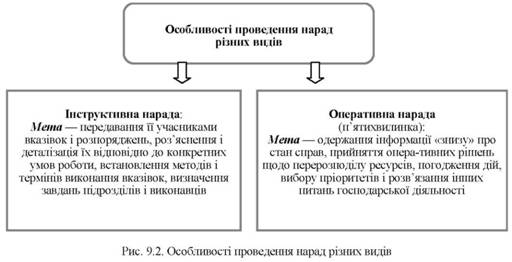 Особливості проведення нарад
різних видів
Інструктивна нарада:
Мета — передавання її учасниками
вказівок і розпоряджень, роз’яснення і
деталізація їх відповідно до конкретних
умов роботи, встановлення методів і
термінів виконання вказівок, визначення
завдань підрозділів і виконавців
Оперативна нарада
(п’ятихвилинка):
Мета — одержання інформації «знизу» про
стан справ, прийняття опера-тивних рішень
щодо перерозподілу ресурсів, погодження дій,
вибору пріоритетів і розв’язання інших
питань господарської діяльності
Рис. 9.2. Особливості проведення нарад різних видів